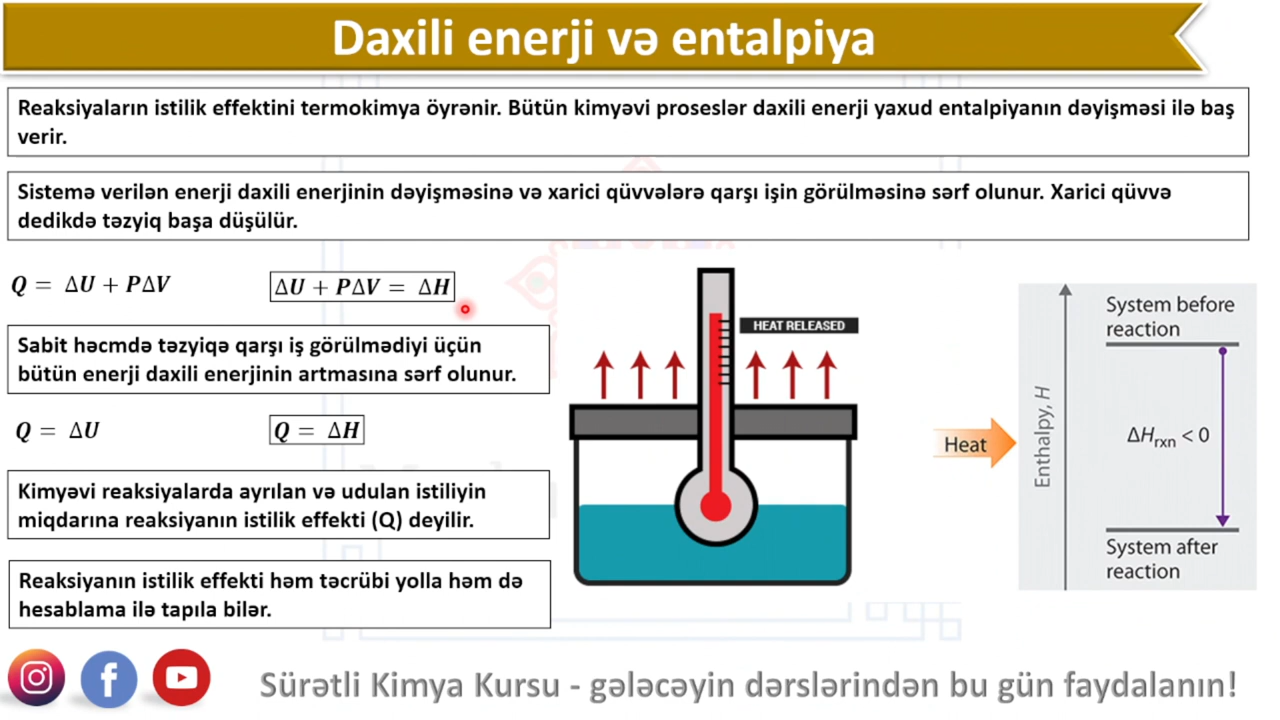 Daxili enerji və entalpiya
Reaksiyaların istilik effektini termokimya öyrənir. Bütün kimyəvi proseslər daxili enerji yaxud entalpiyanın dəyişməsi ilə baş
verir.
Sistemə verilən enerji daxili enerjinin dəyişməsinə və xarici qüvvələrə qarşı işin görülməsinə sərf olunur. Xarici qüvvə
dedikdə təzyiq başa düşülür.
Q = ΔU + PΔV
ΔU + PΔV = ΔH
Sabit həcmdə təzyiqə qarşı iş görülmədiyi üçün
bütün enerji daxili enerjinin artmasına sərf olunur.
Q = ΔU
Q = ΔH
Kimyəvi reaksiyalarda ayrılan və udulan istiliyin
miqdarına reaksiyanın istilik effekti (Q) deyilir.
Reaksiyanın istilik effekti həm təcrübi yolla həm də
hesablama ilə tapıla bilər.
HEAT RELEASED
Heat
Enthalpy, H
System before
reaction
ΔHrxn < 0
System after
reaction
Sürətli Kimya Kursu - gələcəyin dərslərindən bu gün faydalanın!